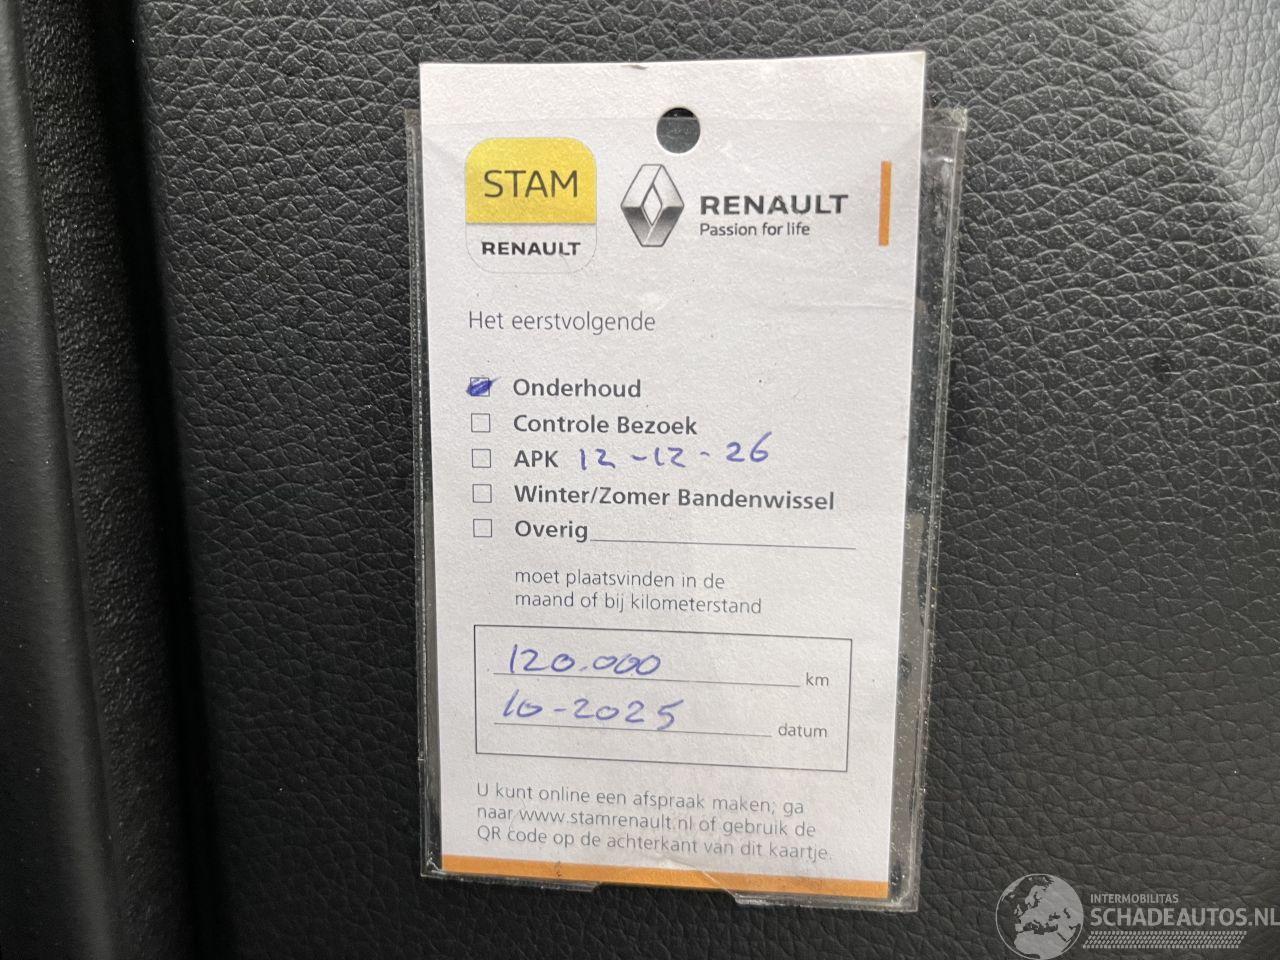 STAM
RENAULT
RENAULT
Passion for life
Het eerstvolgende
Onderhoud
Controle Bezoek
APK 12-12-26
Winter/Zomer Bandenwissel
Overig
moet plaatsvinden in de
maand of bij kilometerstand
120.000 km
10-2025 datum
U kunt online een afspraak maken; ga
naar www.stamrenault.nl of gebruik de
QR code op de achterkant van dit kaartje.
INTERMOBILITAS
SCHADEAUTOS.NL